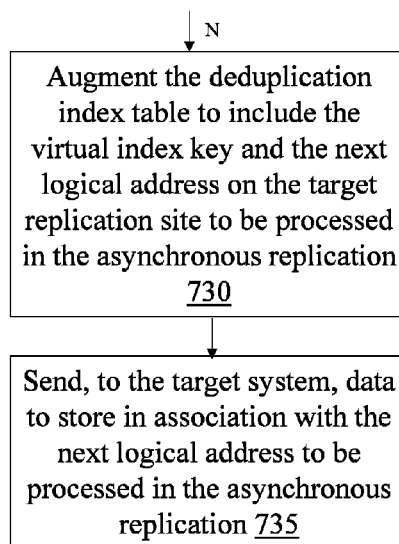 N
Augment the deduplication
index table to include the
virtual index key and the next
logical address on the target
replication site to be processed
in the asynchronous replication
730
Send, to the target system, data
to store in association with the
next logical address to be
processed in the asynchronous
replication 735